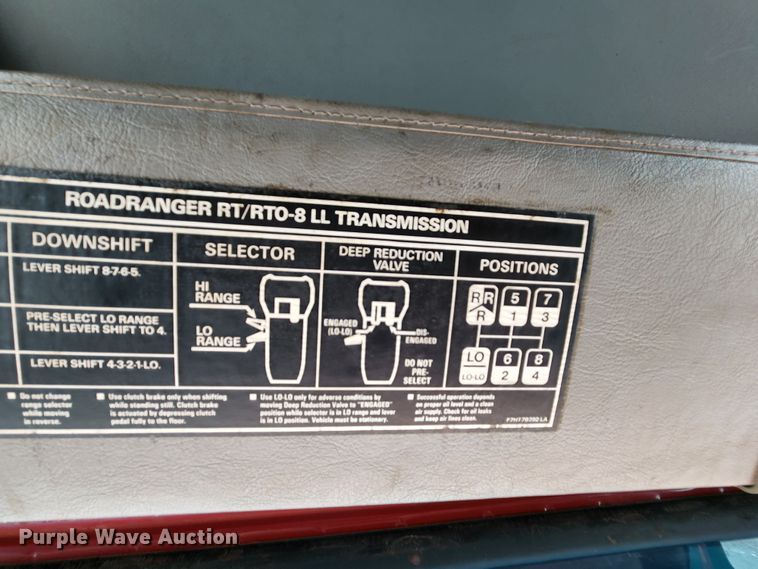 ROADRANGER RT/RTO-8 LL TRANSMISSION
DOWNSHIFT
LEVER SHIFT 8-7-6-5.
PRE-SELECT LO RANGE
THEN LEVER SHIFT TO 4.
LEVER SHIFT 4-3-2-1-LO.
SELECTOR
HI
RANGE
LO
RANGE
DEEP REDUCTION
VALVE
ENGAGED
(LO-LO)
DIS-
ENGAGED
DO NOT
PRE-
SELECT
POSITIONS
R R 5 7
R 1 3
LO 6 8
LO-LO 2 4
■ Do not change
range selector
while moving
in reverse.
■ Use clutch brake only when shifting
while standing still. Clutch brake
is actuated by depressing clutch
pedal fully to the floor.
■ Use LO-LO only for adverse conditions by
moving Deep Reduction Valve to "ENGAGED"
position while selector is in LO range and lever
is in LO position. Vehicle must be stationary.
■ Successful operation depends
on proper oil level and a clean
air supply. Check for oil leaks
and keep air lines clean.
Purple Wave Auction